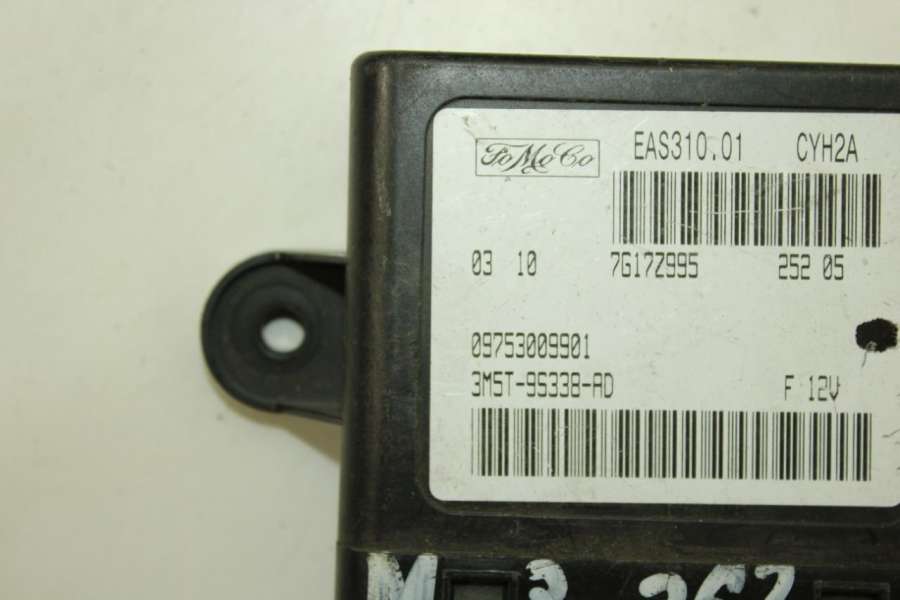 FoMoCo EAS310.01 CYH2A
03 10 7G17Z995 252 05
09753009901
3M5T-9S338-AD F 12V